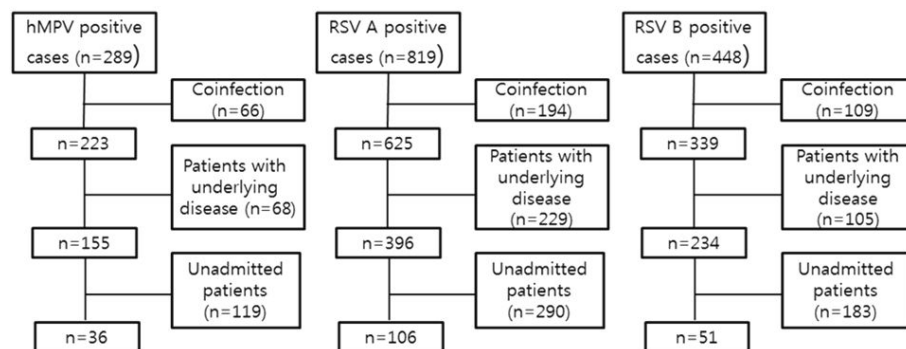 hMPV positive
cases (n=289)
Coinfection
(n=66)
n=223
Patients with
underlying
disease (n=68)
n=155
Unadmitted
patients
(n=119)
n=36
RSV A positive
cases (n=819)
Coinfection
(n=194)
n=625
Patients with
underlying
disease
(n=229)
n=396
Unadmitted
patients
(n=290)
n=106
RSV B positive
cases (n=448)
Coinfection
(n=109)
n=339
Patients with
underlying
disease
(n=105)
n=234
Unadmitted
patients
(n=183)
n=51